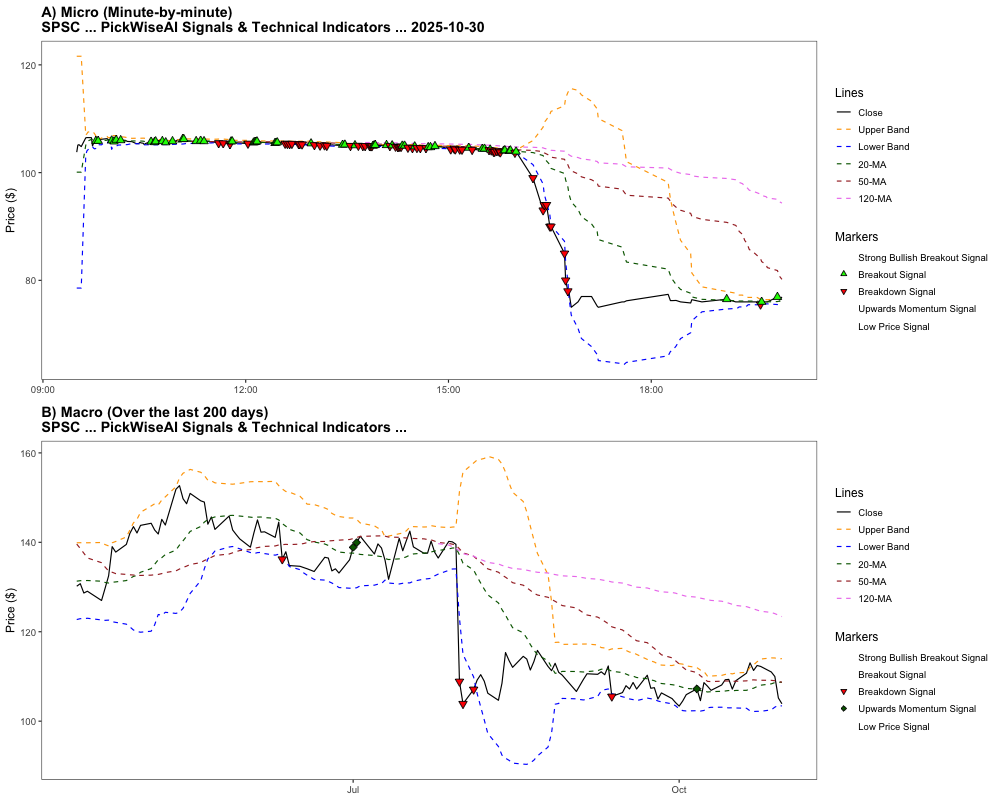 A) Micro (Minute-by-minute)
SPSC ... PickWiseAI Signals & Technical Indicators ... 2025-10-30
120
100
80
Price ($)
09:00
12:00
15:00
18:00
Lines
Close
Upper Band
Lower Band
20-MA
50-MA
120-MA
Markers
Strong Bullish Breakout Signal
Breakout Signal
Breakdown Signal
Upwards Momentum Signal
Low Price Signal
B) Macro (Over the last 200 days)
SPSC ... PickWiseAI Signals & Technical Indicators ...
160
140
120
100
Price ($)
Jul
Oct
Lines
Close
Upper Band
Lower Band
20-MA
50-MA
120-MA
Markers
Strong Bullish Breakout Signal
Breakout Signal
Breakdown Signal
Upwards Momentum Signal
Low Price Signal